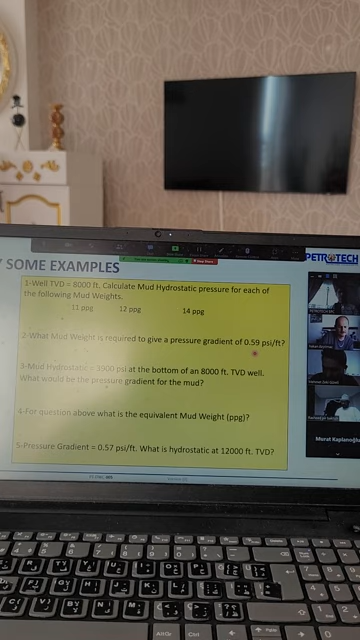 SOME EXAMPLES
PETROTECH
1-Well TVD = 8000 ft. Calculate Mud Hydrostatic pressure for each of
the following Mud Weights.
11 ppg 12 ppg 14 ppg
2-What Mud Weight is required to give a pressure gradient of 0.59 psi/ft?
3-Mud Hydrostatic = 3900 psi at the bottom of an 8000 ft. TVD well.
What would be the pressure gradient for the mud?
4-For question above what is the equivalent Mud Weight (ppg)?
5-Pressure Gradient = 0.57 psi/ft. What is hydrostatic at 12000 ft. TVD?
Murat
AltGr
Ctrl